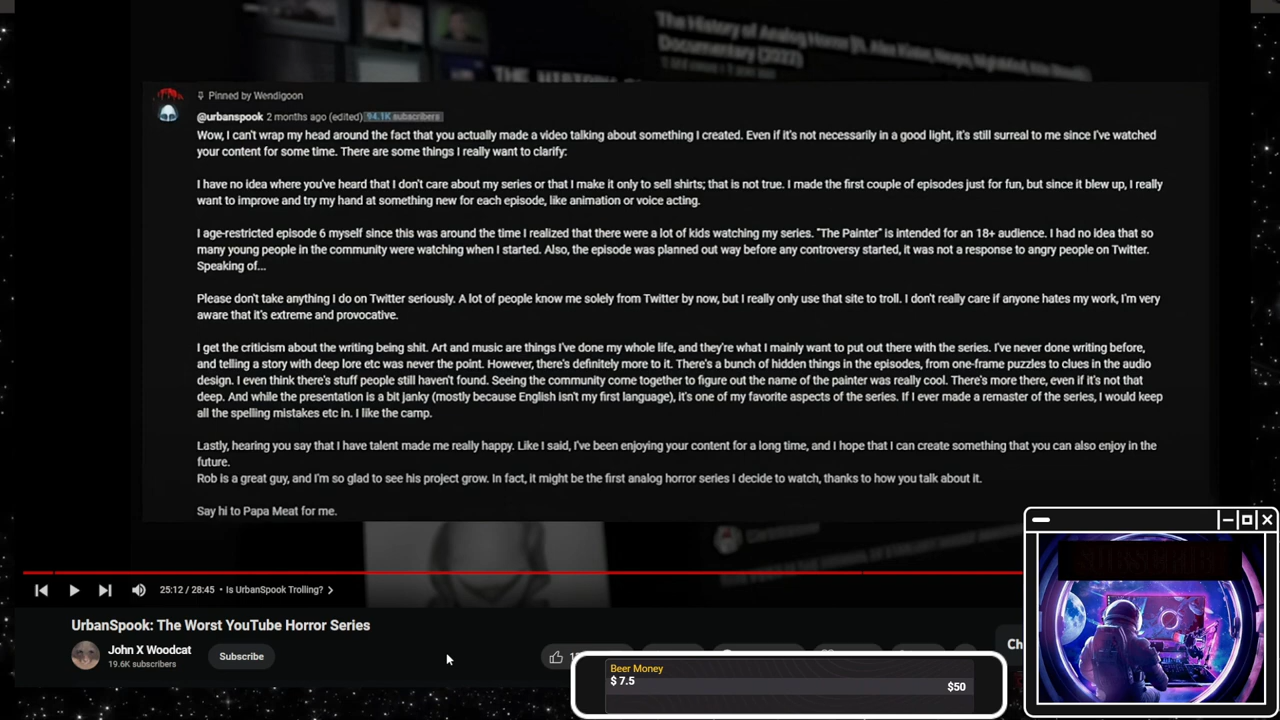 The History of Analog Horror [ft. Alex Kister,
Documentary (2022)
THE HISTORY
Pinned by Wendigoon
@urbanspook 2 months ago (edited) 94.1K subscribers
Wow, I can't wrap my head around the fact that you actually made a video talking about something I created. Even if it's not necessarily in a good light, it's still surreal to me since I've watched
your content for some time. There are some things I really want to clarify:
I have no idea where you've heard that I don't care about my series or that I make it only to sell shirts; that is not true. I made the first couple of episodes just for fun, but since it blew up, I really
want to improve and try my hand at something new for each episode, like animation or voice acting.
I age-restricted episode 6 myself since this was around the time I realized that there were a lot of kids watching my series. "The Painter" is intended for an 18+ audience. I had no idea that so
many young people in the community were watching when I started. Also, the episode was planned out way before any controversy started, it was not a response to angry people on Twitter.
Speaking of...
Please don't take anything I do on Twitter seriously. A lot of people know me solely from Twitter by now, but I really only use that site to troll. I don't really care if anyone hates my work, I'm very
aware that it's extreme and provocative.
I get the criticism about the writing being shit. Art and music are things I've done my whole life, and they're what I mainly want to put out there with the series. I've never done writing before,
and telling a story with deep lore etc was never the point. However, there's definitely more to it. There's a bunch of hidden things in the episodes, from one-frame puzzles to clues in the audio
design. I even think there's stuff people still haven't found. Seeing the community come together to figure out the name of the painter was really cool. There's more there, even if it's not that
deep. And while the presentation is a bit janky (mostly because English isn't my first language), it's one of my favorite aspects of the series. If I ever made a remaster of the series, I would keep
all the spelling mistakes etc in. I like the camp.
Lastly, hearing you say that I have talent made me really happy. Like I said, I've been enjoying your content for a long time, and I hope that I can create something that you can also enjoy in the
future.
Rob is a great guy, and I'm so glad to see his project grow. In fact, it might be the first analog horror series I decide to watch, thanks to how you talk about it.
Say hi to Papa Meat for me.
25:12 / 28:45 • Is UrbanSpook Trolling?
UrbanSpook: The Worst YouTube Horror Series
John X Woodcat
19.6K subscribers
Subscribe
Ch
Beer Money
$ 7.5
$50